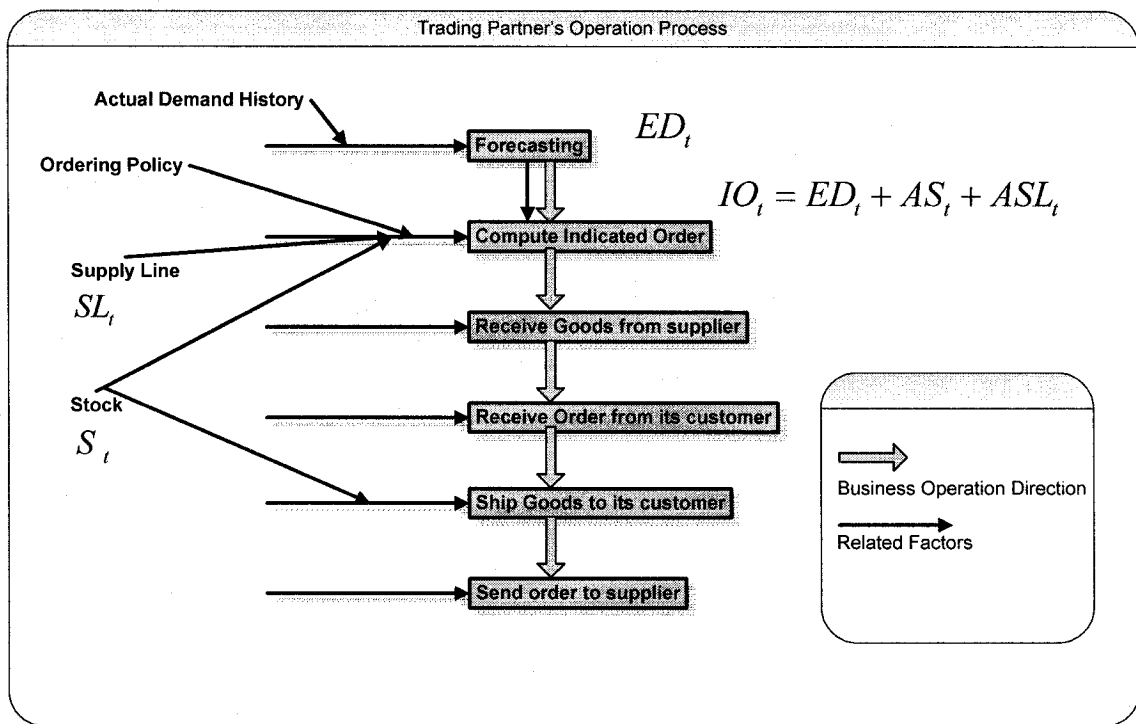 Trading Partner's Operation Process
Actual Demand History
Forecasting
ED_t
Ordering Policy
IO_t = ED_t + AS_t + ASL_t
Compute Indicated Order
Supply Line
SL_t
Receive Goods from supplier
Stock
S_t
Receive Order from its customer
Ship Goods to its customer
Send order to supplier
Business Operation Direction
Related Factors